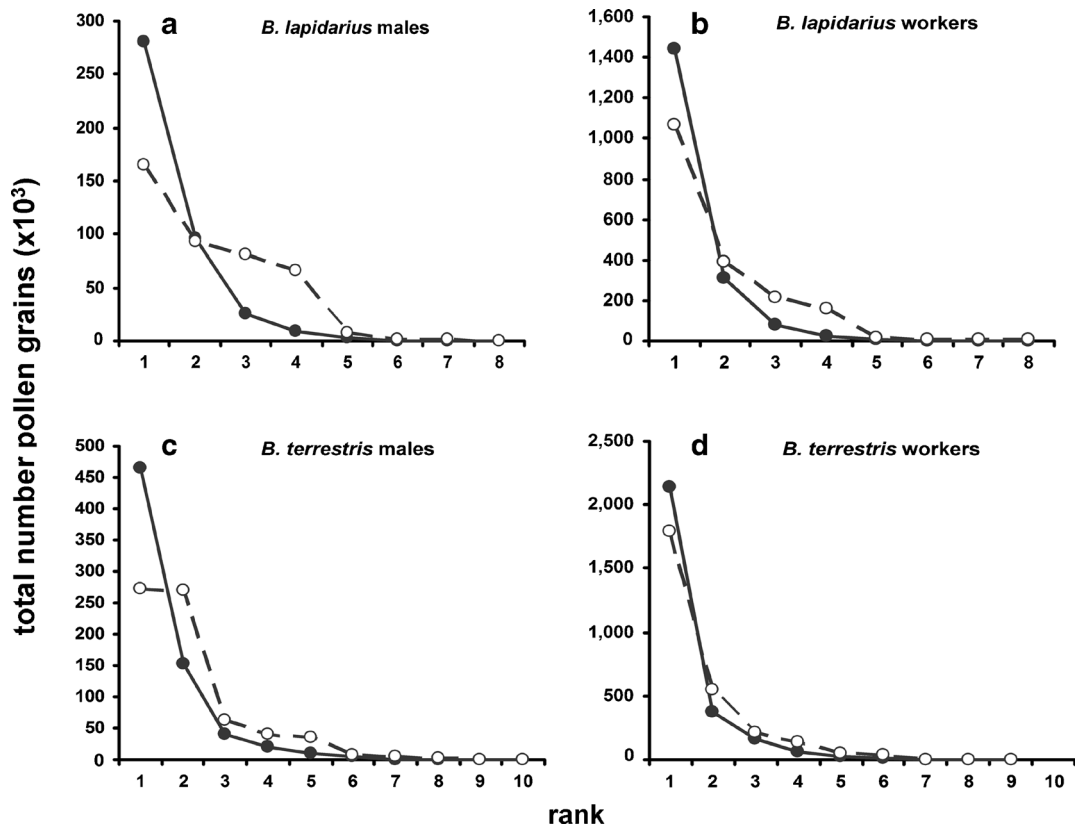 total number pollen grains (x10³)
a
B. lapidarius males
300
250
200
150
100
50
0
1 2 3 4 5 6 7 8
b
B. lapidarius workers
1,600
1,400
1,200
1,000
800
600
400
200
0
1 2 3 4 5 6 7 8
c
B. terrestris males
500
450
400
350
300
250
200
150
100
50
0
1 2 3 4 5 6 7 8 9 10
d
B. terrestris workers
2,500
2,000
1,500
1,000
500
0
1 2 3 4 5 6 7 8 9 10
rank